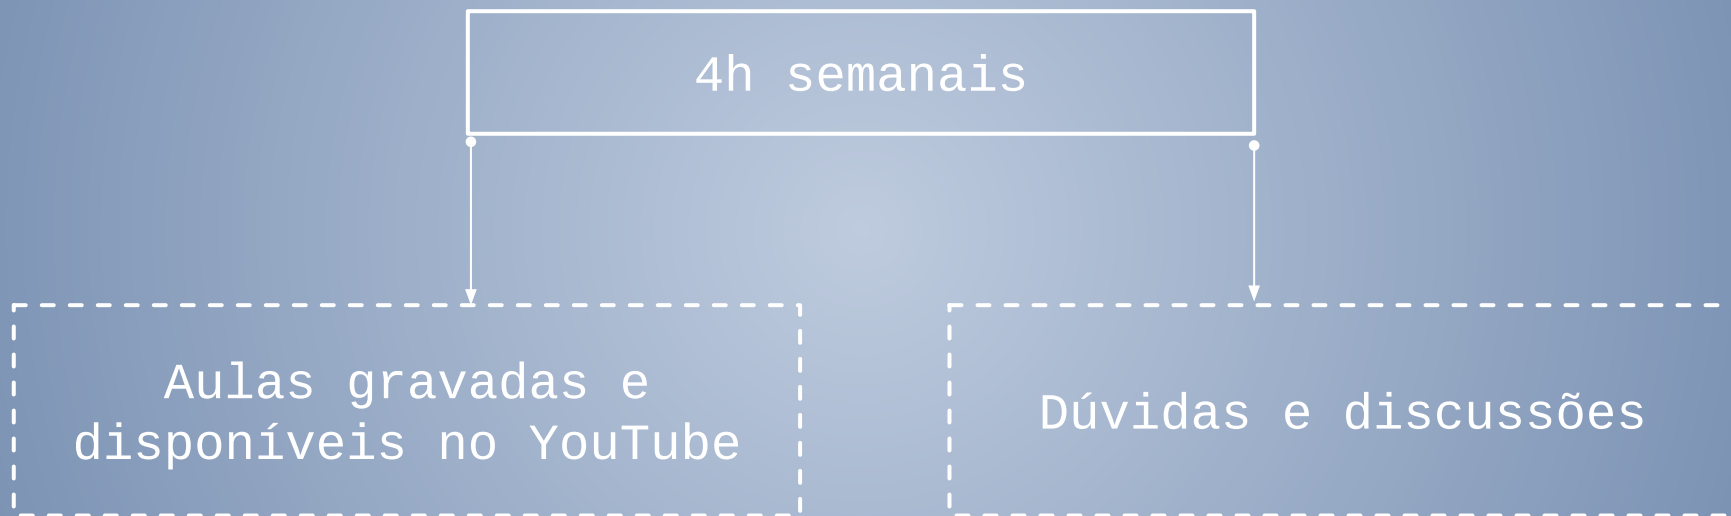 4h semanais
Aulas gravadas e
disponíveis no YouTube
Dúvidas e discussões